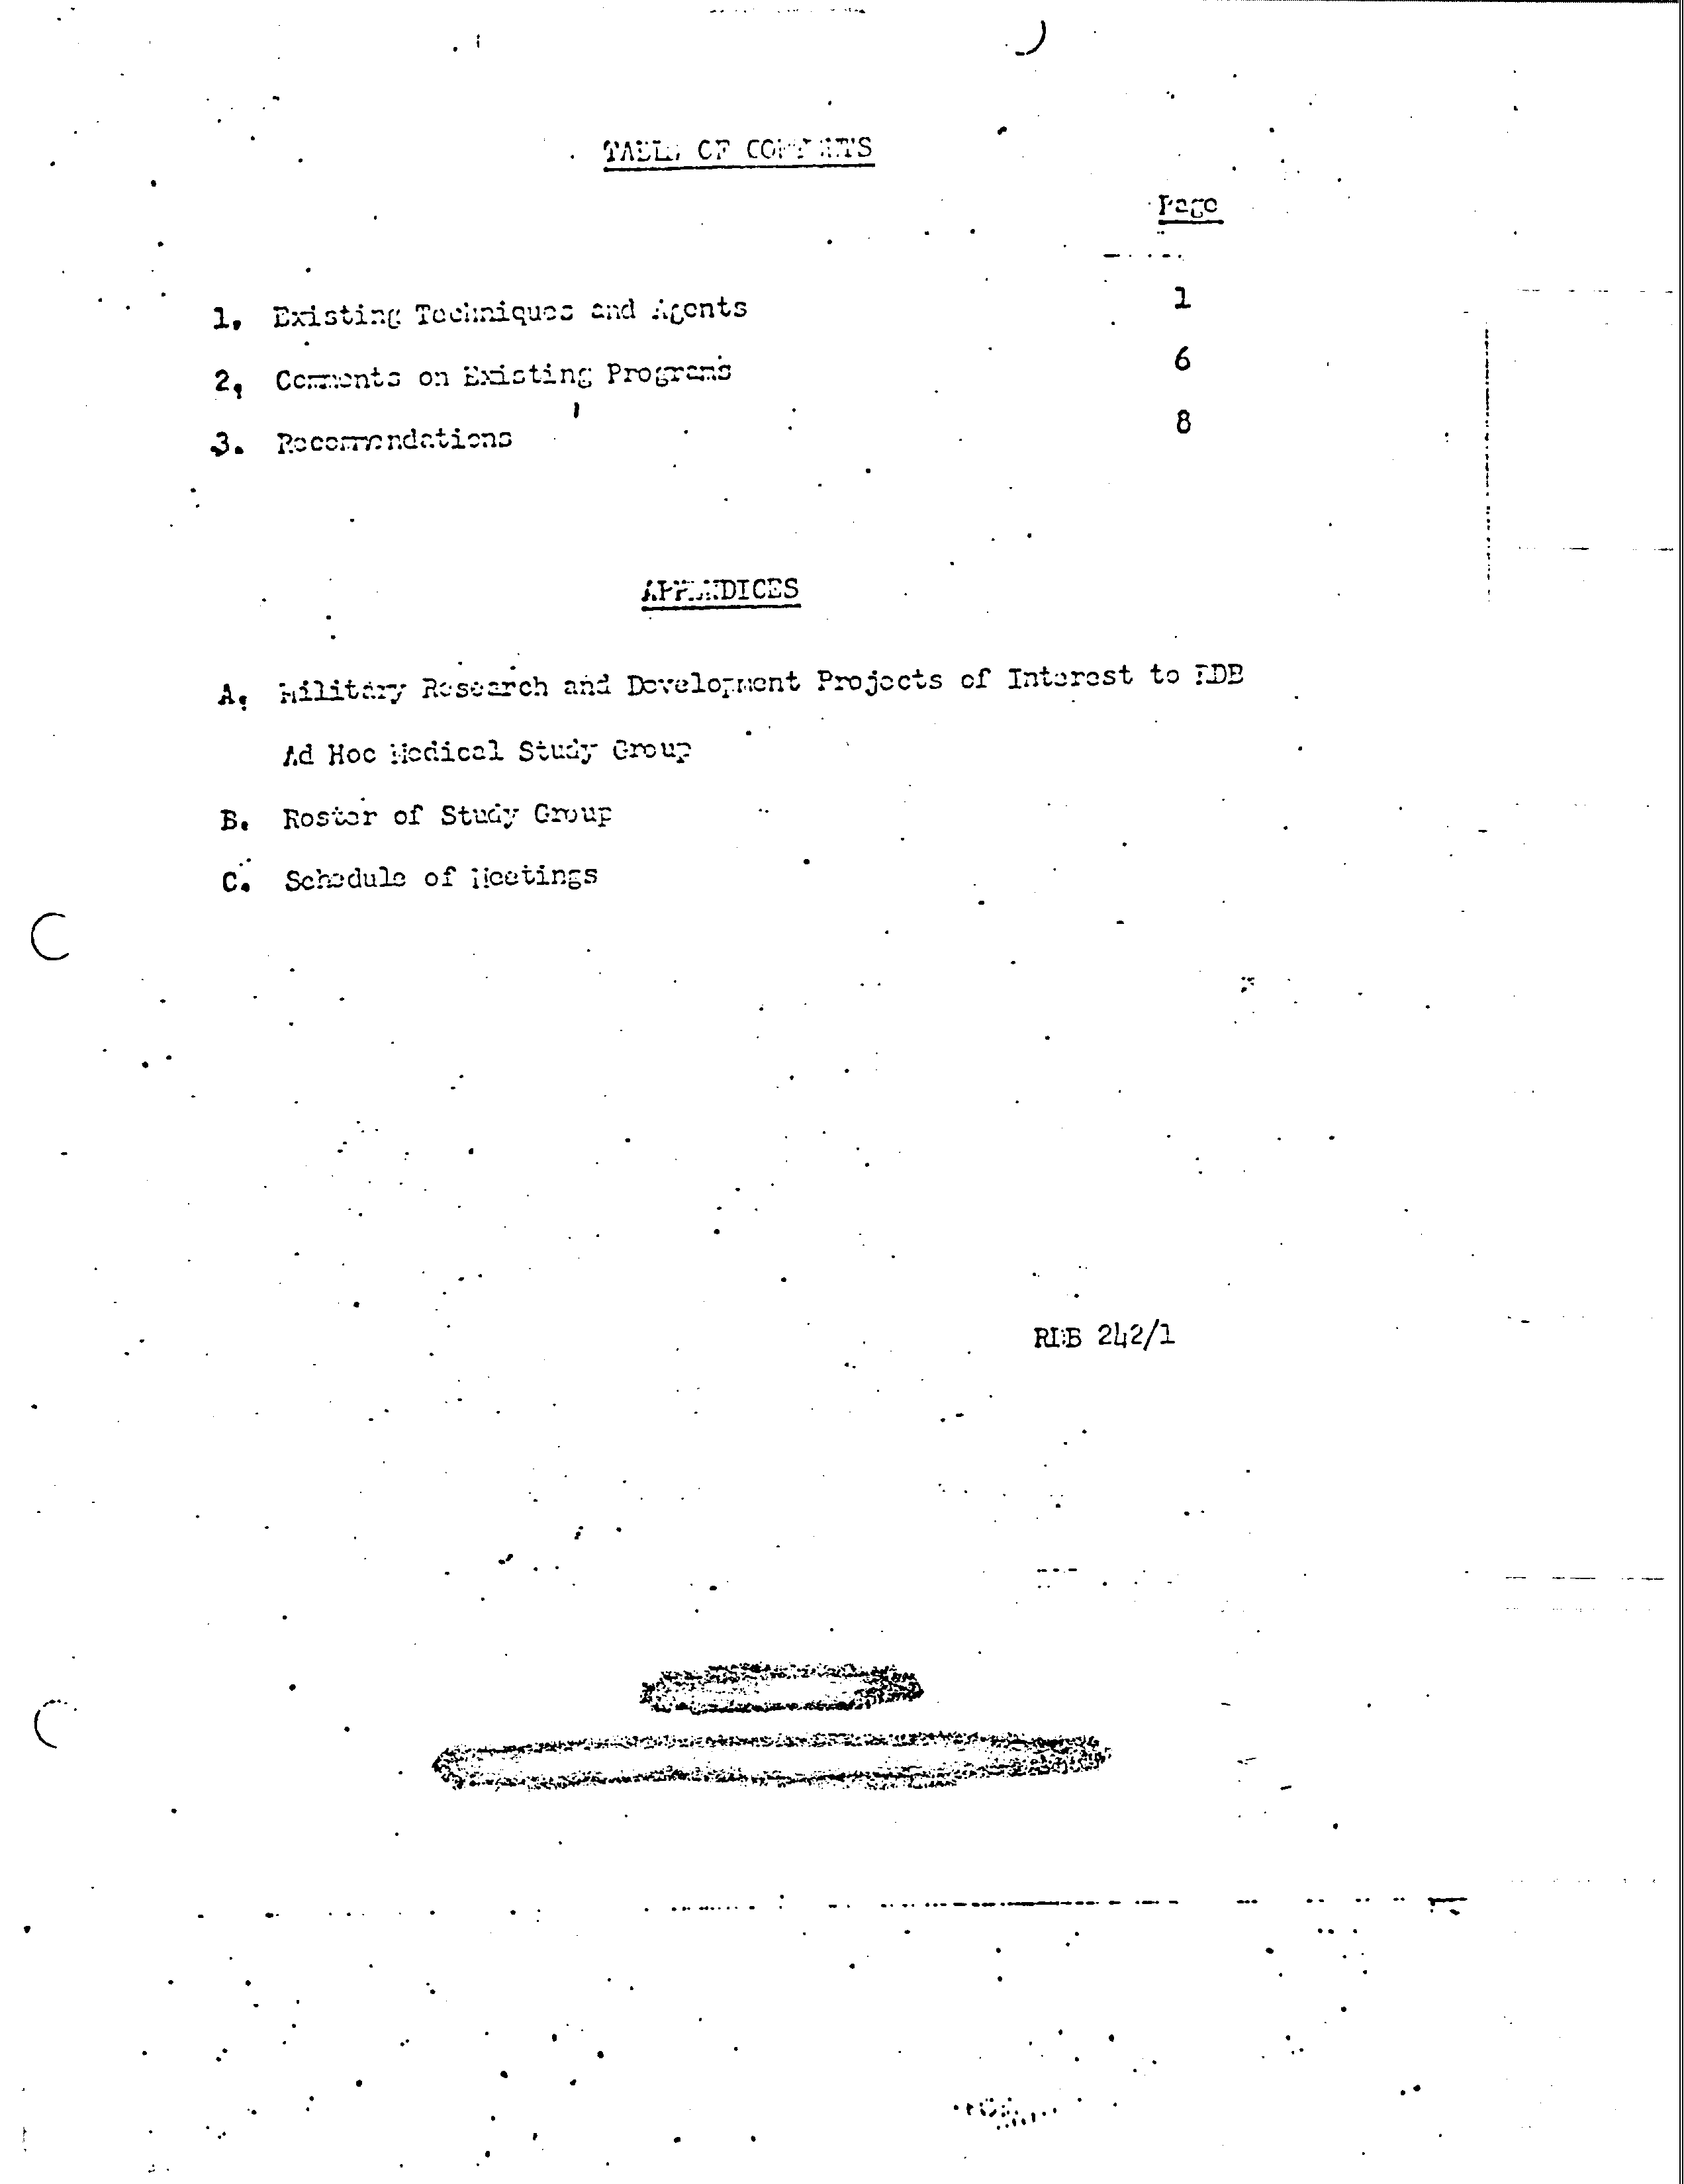 TABLE OF CONTENTS
Page
1. Existing Techniques and Agents 1
2. Comments on Existing Programs 6
3. Recommendations 8
APPENDICES
A. Military Research and Development Projects of Interest to RDB
Ad Hoc Medical Study Group
B. Roster of Study Group
C. Schedule of Meetings
RDB 242/1